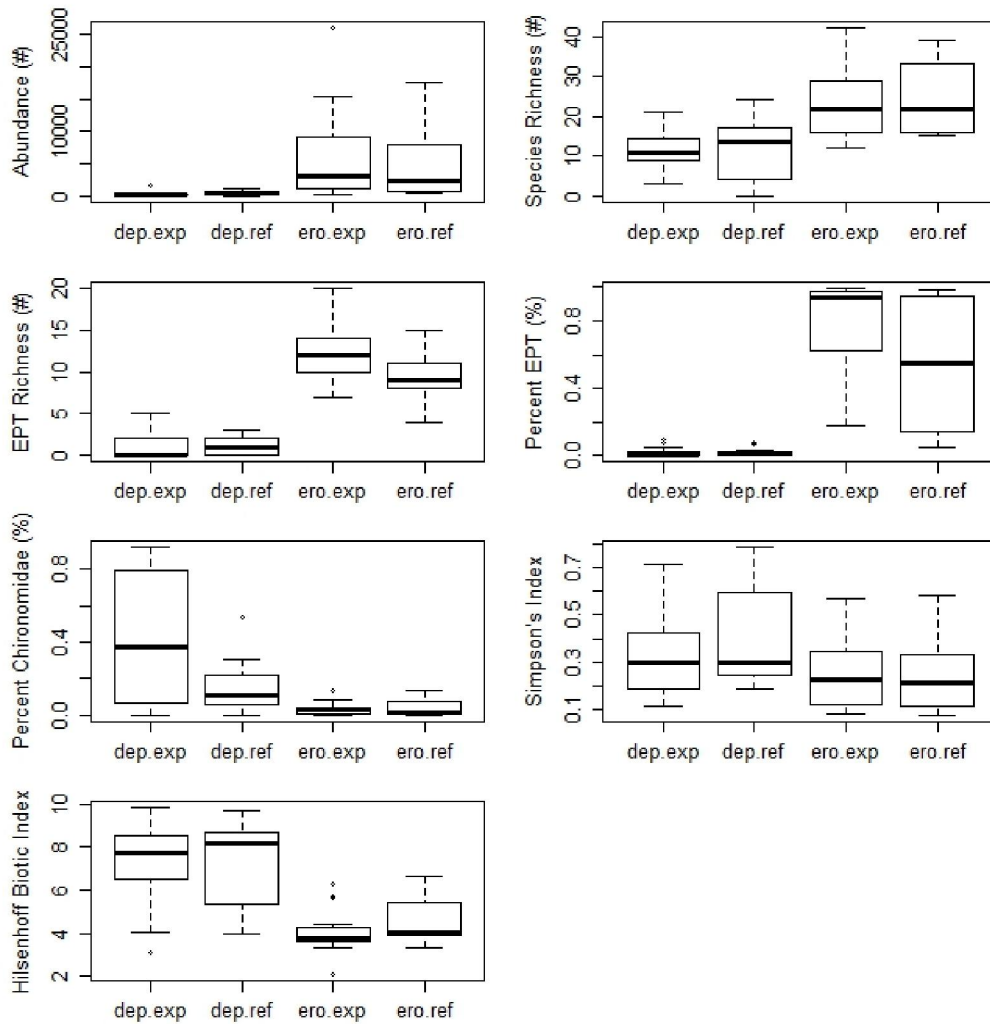 Abundance (#)
25000
10000
0
dep.exp dep.ref ero.exp ero.ref
Species Richness (#)
40
30
20
10
0
dep.exp dep.ref ero.exp ero.ref
EPT Richness (#)
20
15
10
5
0
dep.exp dep.ref ero.exp ero.ref
Percent EPT (%)
0.8
0.4
0.0
dep.exp dep.ref ero.exp ero.ref
Percent Chironomidae (%)
0.8
0.4
0.0
dep.exp dep.ref ero.exp ero.ref
Simpson's Index
0.7
0.5
0.3
0.1
dep.exp dep.ref ero.exp ero.ref
Hilsenhoff Biotic Index
10
8
6
4
2
dep.exp dep.ref ero.exp ero.ref